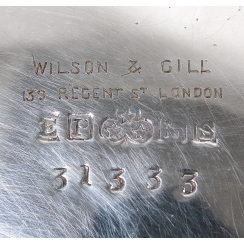 WILSON & GILL
139 REGENT ST. LONDON
31333